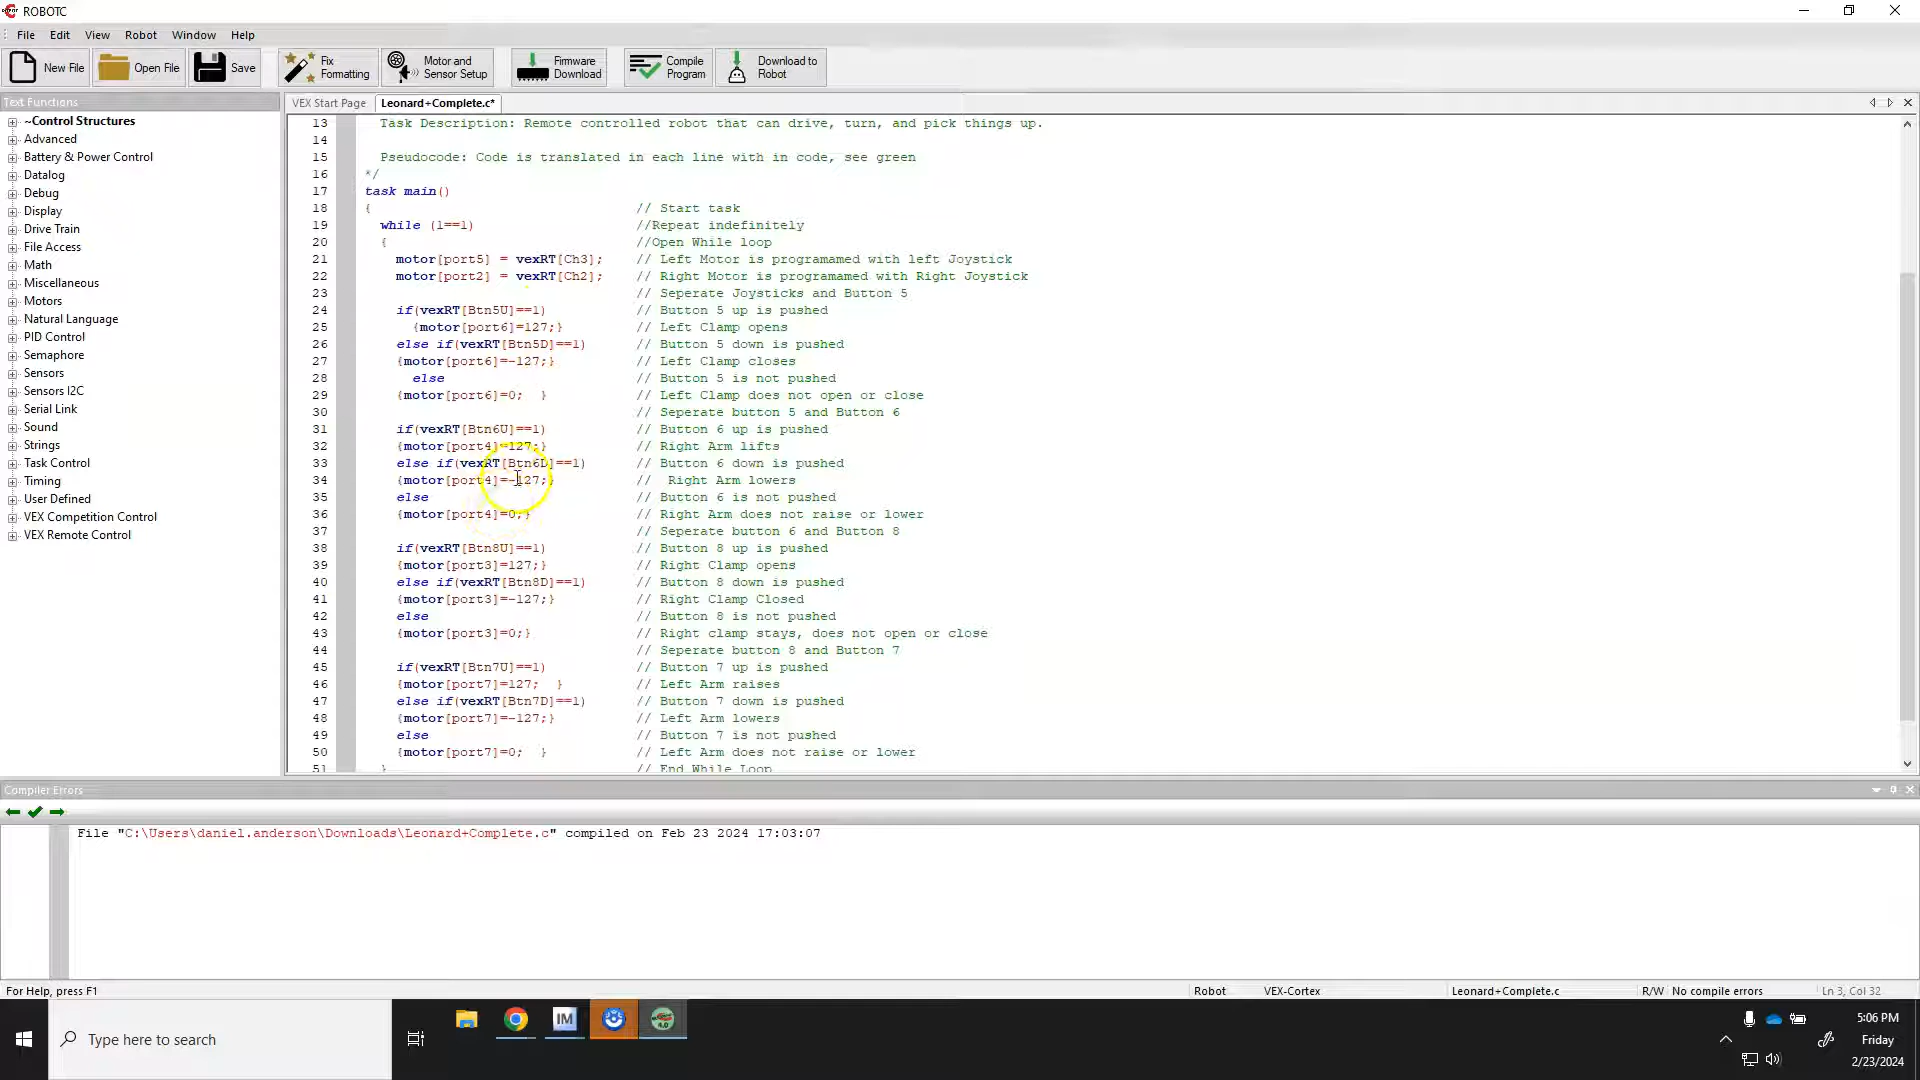 ROBOTC
File Edit View Robot Window Help
New File Open File Save Fix Formatting Motor and Sensor Setup Firmware Download Compile Program Download to Robot
Text Functions
~Control Structures
Advanced
Battery & Power Control
Datalog
Debug
Display
Drive Train
File Access
Math
Miscellaneous
Motors
Natural Language
PID Control
Semaphore
Sensors
Sensors I2C
Serial Link
Sound
Strings
Task Control
Timing
User Defined
VEX Competition Control
VEX Remote Control
VEX Start Page Leonard+Complete.c*
13 Task Description: Remote controlled robot that can drive, turn, and pick things up.
14
15 Pseudocode: Code is translated in each line with in code, see green
16 */
17 task main()
18 { // Start task
19 while (1==1) //Repeat indefinitely
20 { //Open While loop
21 motor[port5] = vexRT[Ch3]; // Left Motor is programamed with left Joystick
22 motor[port2] = vexRT[Ch2]; // Right Motor is programamed with Right Joystick
23 // Seperate Joysticks and Button 5
24 if(vexRT[Btn5U]==1) // Button 5 up is pushed
25 {motor[port6]=127;} // Left Clamp opens
26 else if(vexRT[Btn5D]==1) // Button 5 down is pushed
27 {motor[port6]=-127;} // Left Clamp closes
28 else // Button 5 is not pushed
29 {motor[port6]=0; } // Left Clamp does not open or close
30 // Seperate button 5 and Button 6
31 if(vexRT[Btn6U]==1) // Button 6 up is pushed
32 {motor[port4]=127;} // Right Arm lifts
33 else if(vexRT[Btn6D]==1) // Button 6 down is pushed
34 {motor[port4]=-127;} // Right Arm lowers
35 else // Button 6 is not pushed
36 {motor[port4]=0;} // Right Arm does not raise or lower
37 // Seperate button 6 and Button 8
38 if(vexRT[Btn8U]==1) // Button 8 up is pushed
39 {motor[port3]=127;} // Right Clamp opens
40 else if(vexRT[Btn8D]==1) // Button 8 down is pushed
41 {motor[port3]=-127;} // Right Clamp Closed
42 else // Button 8 is not pushed
43 {motor[port3]=0;} // Right clamp stays, does not open or close
44 // Seperate button 8 and Button 7
45 if(vexRT[Btn7U]==1) // Button 7 up is pushed
46 {motor[port7]=127; } // Left Arm raises
47 else if(vexRT[Btn7D]==1) // Button 7 down is pushed
48 {motor[port7]=-127;} // Left Arm lowers
49 else // Button 7 is not pushed
50 {motor[port7]=0; } // Left Arm does not raise or lower
51 } // End While Loop
Compiler Errors
File "C:\Users\daniel.anderson\Downloads\Leonard+Complete.c" compiled on Feb 23 2024 17:03:07
For Help, press F1 Robot VEX-Cortex Leonard+Complete.c R/W No compile errors Ln 3, Col 32
Type here to search
IM
4.0
5:06 PM
Friday
2/23/2024